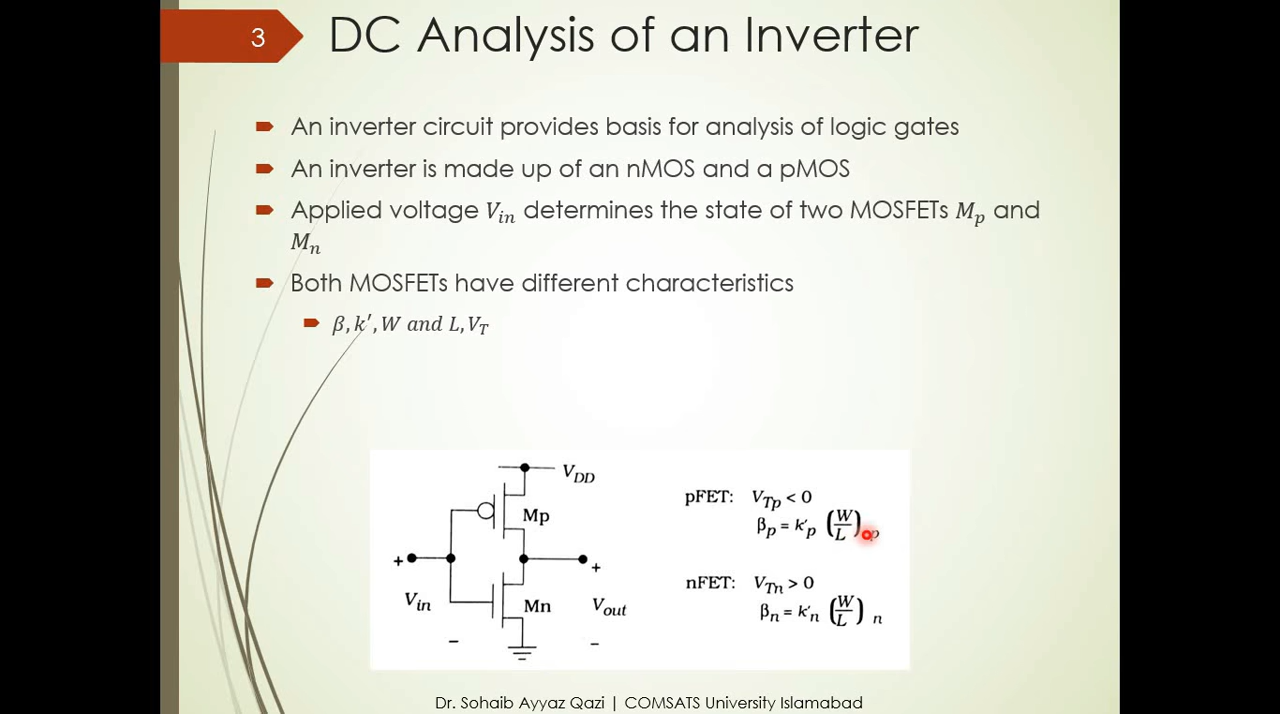 3
DC Analysis of an Inverter
An inverter circuit provides basis for analysis of logic gates
An inverter is made up of an nMOS and a pMOS
Applied voltage V_in determines the state of two MOSFETs M_p and
M_n
Both MOSFETs have different characteristics
β, k′, W and L, V_T
V_DD
Mp
+
V_in
−
Mn
+
V_out
−
pFET: V_Tp < 0
β_p = k′_p (W/L)_p
nFET: V_Tn > 0
β_n = k′_n (W/L)_n
Dr. Sohaib Ayyaz Qazi | COMSATS University Islamabad